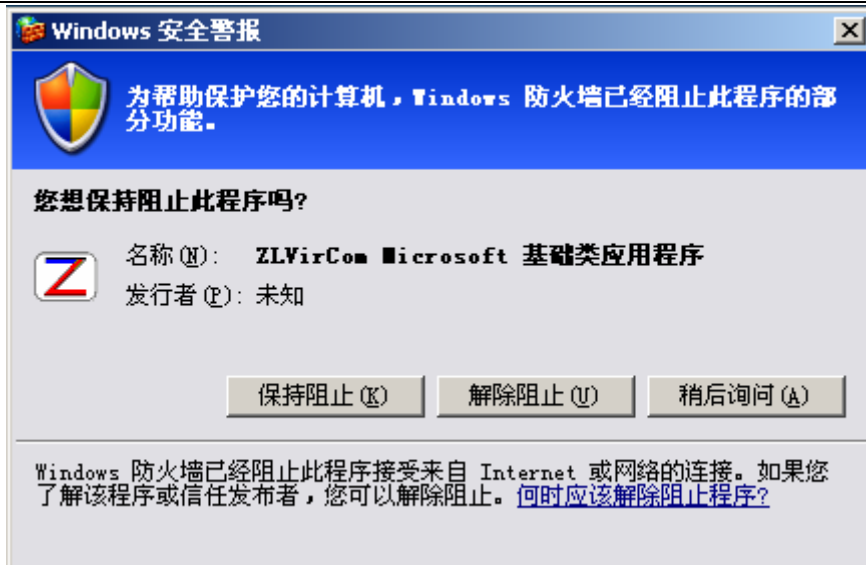 Windows 安全警报
为帮助保护您的计算机，Windows 防火墙已经阻止此程序的部
分功能。
您想保持阻止此程序吗?
名称(N): ZLVirCom Microsoft 基础类应用程序
发行者(P): 未知
保持阻止(K) 解除阻止(U) 稍后询问(A)
Windows 防火墙已经阻止此程序接受来自 Internet 或网络的连接。如果您
了解该程序或信任发布者，您可以解除阻止。何时应该解除阻止程序?